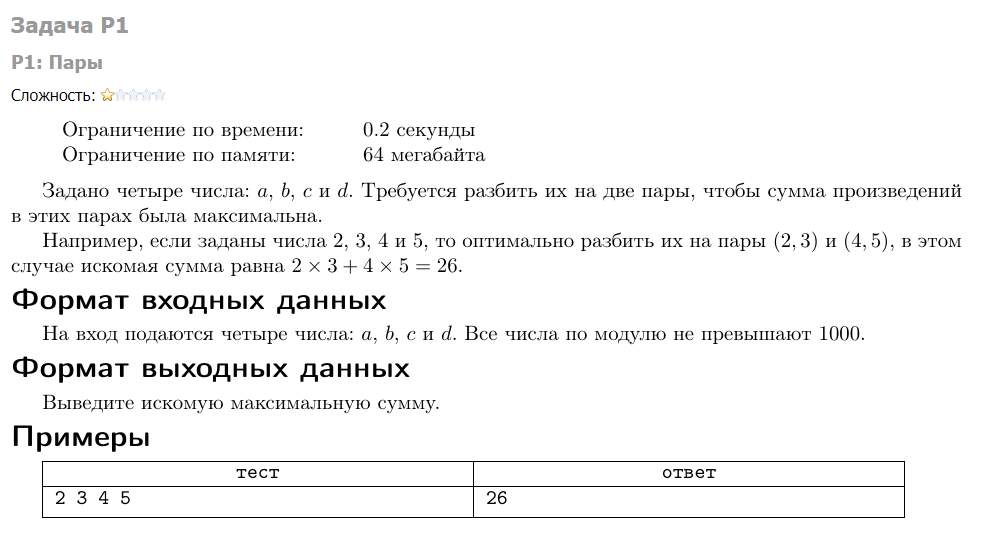 Задача P1
P1: Пары
Сложность:
Ограничение по времени: 0.2 секунды
Ограничение по памяти: 64 мегабайта
Задано четыре числа: a, b, c и d. Требуется разбить их на две пары, чтобы сумма произведений
в этих парах была максимальна.
Например, если заданы числа 2, 3, 4 и 5, то оптимально разбить их на пары (2, 3) и (4, 5), в этом
случае искомая сумма равна 2 × 3 + 4 × 5 = 26.
Формат входных данных
На вход подаются четыре числа: a, b, c и d. Все числа по модулю не превышают 1000.
Формат выходных данных
Выведите искомую максимальную сумму.
Примеры
тест ответ
2 3 4 5 26